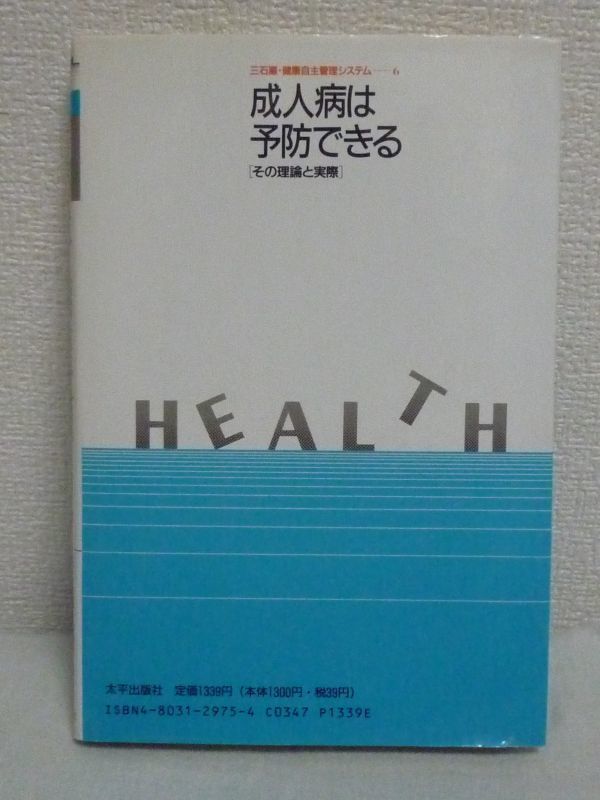 三石巌・健康自主管理システム……6
成人病は
予防できる
[その理論と実際]
HEALTH
太平出版社 定価1339円(本体1300円・税39円)
ISBN4-8031-2975-4 C0347 P1339E